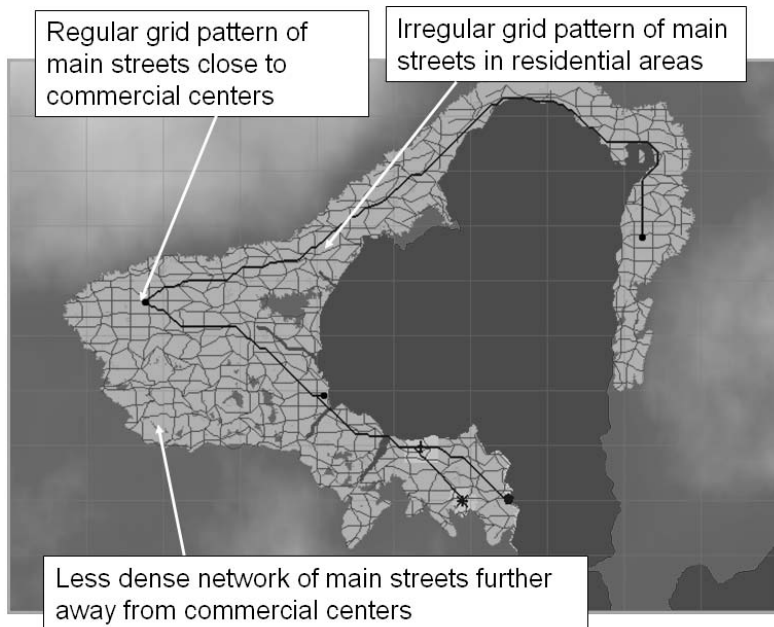 Regular grid pattern of
main streets close to
commercial centers
Irregular grid pattern of main
streets in residential areas
Less dense network of main streets further
away from commercial centers